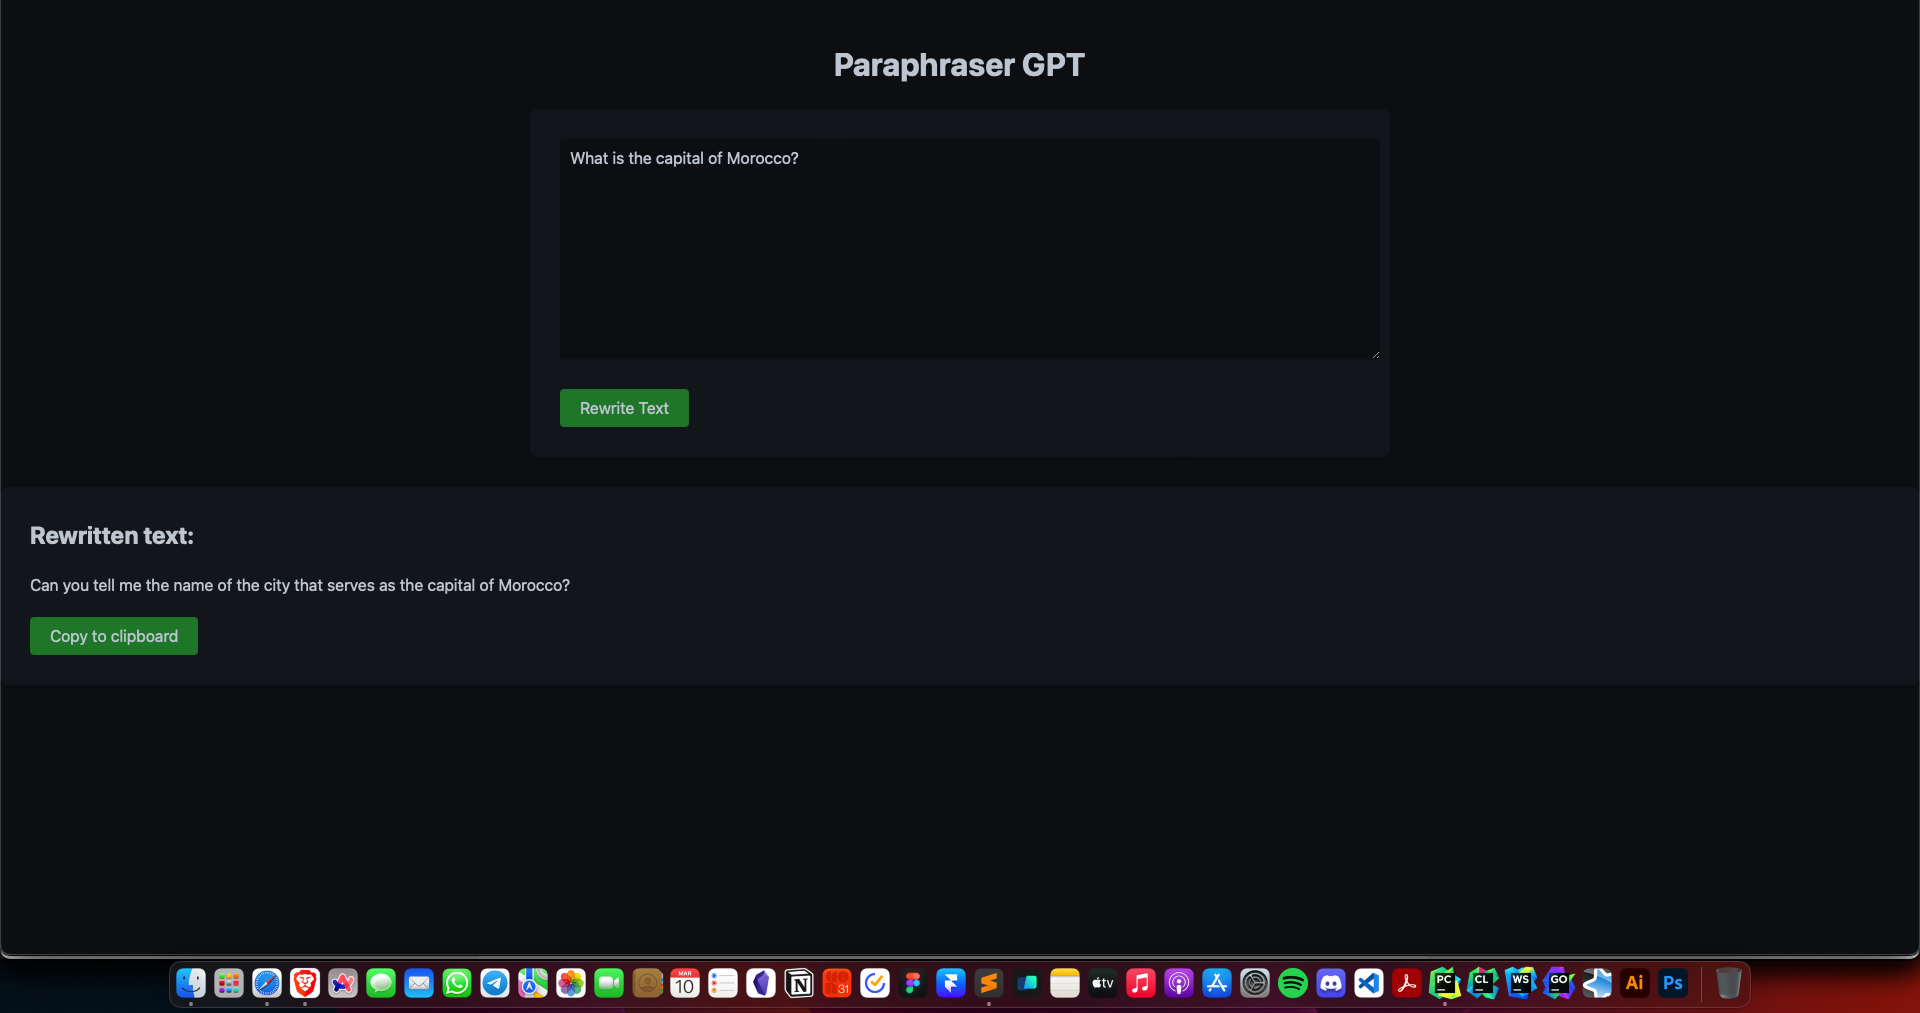 Paraphraser GPT
What is the capital of Morocco?
Rewrite Text
Rewritten text:
Can you tell me the name of the city that serves as the capital of Morocco?
Copy to clipboard
MAR
10
31
tv
PC
CL
WS
GO
Ai
Ps